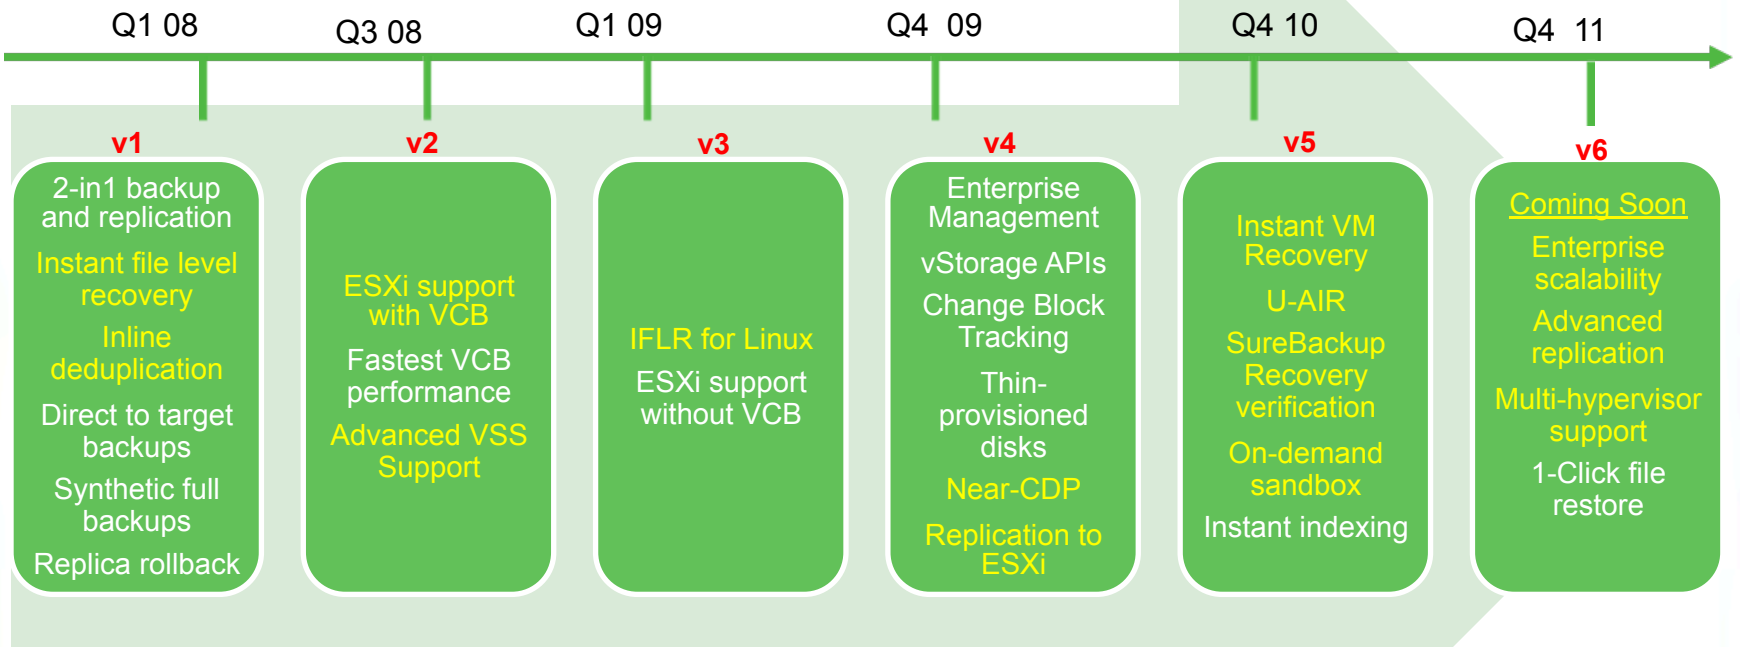 Q1 08
Q3 08
Q1 09
Q4 09
Q4 10
Q4 11
v1
2-in1 backup
and replication
Instant file level
recovery
Inline
deduplication
Direct to target
backups
Synthetic full
backups
Replica rollback
v2
ESXi support
with VCB
Fastest VCB
performance
Advanced VSS
Support
v3
IFLR for Linux
ESXi support
without VCB
v4
Enterprise
Management
vStorage APIs
Change Block
Tracking
Thin-
provisioned
disks
Near-CDP
Replication to
ESXi
v5
Instant VM
Recovery
U-AIR
SureBackup
Recovery
verification
On-demand
sandbox
Instant indexing
v6
Coming Soon
Enterprise
scalability
Advanced
replication
Multi-hypervisor
support
1-Click file
restore